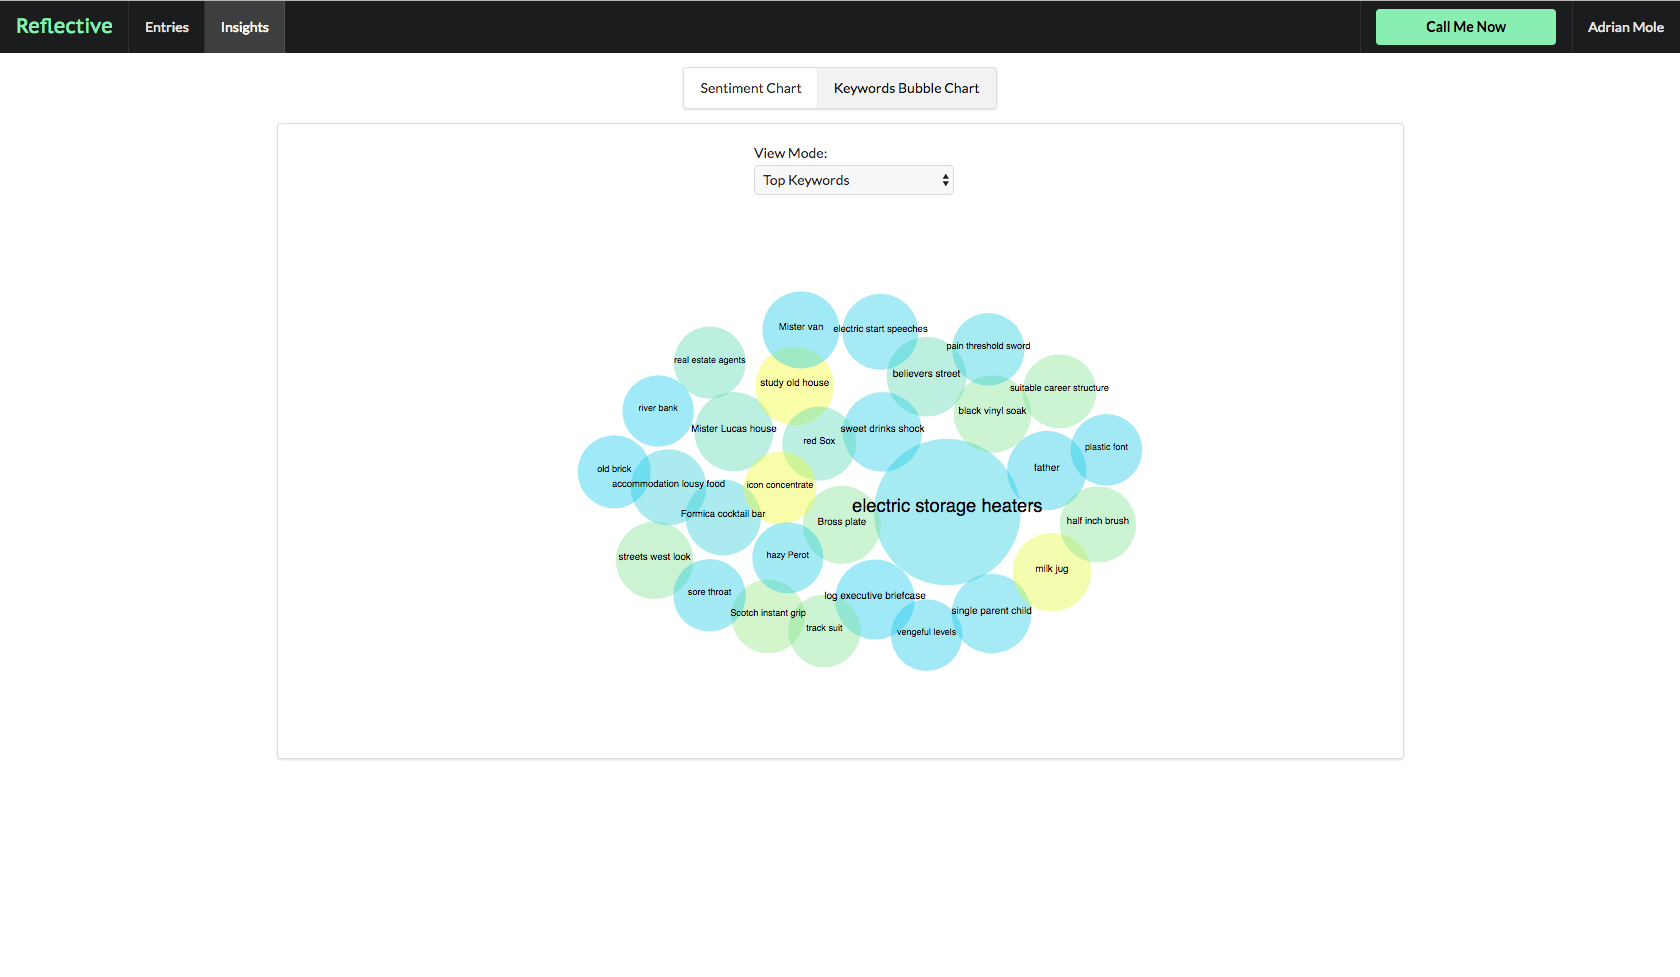 Reflective
Entries
Insights
Call Me Now
Adrian Mole
Sentiment Chart
Keywords Bubble Chart
View Mode:
Top Keywords
Mister van
electric start speeches
pain threshold sword
real estate agents
believers street
study old house
suitable career structure
river bank
black vinyl soak
Mister Lucas house
sweet drinks shock
red Sox
plastic font
old brick
father
accommodation lousy food
icon concentrate
electric storage heaters
Formica cocktail bar
Bross plate
half inch brush
streets west look
hazy Perot
milk jug
sore throat
log executive briefcase
Scotch instant grip
single parent child
track suit
vengeful levels